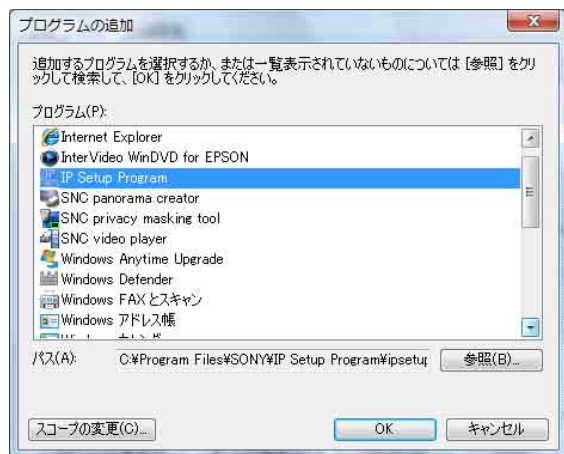 プログラムの追加
追加するプログラムを選択するか、または一覧表示されていないものについては [参照] をクリ
ックして検索して、[OK] をクリックしてください。
プログラム(P):
Internet Explorer
InterVideo WinDVD for EPSON
IP Setup Program
SNC panorama creator
SNC privacy masking tool
SNC video player
Windows Anytime Upgrade
Windows Defender
Windows FAX とスキャン
Windows アドレス帳
パス(A): C:¥Program Files¥SONY¥IP Setup Program¥ipsetup 参照(B)...
スコープの変更(C)... OK キャンセル